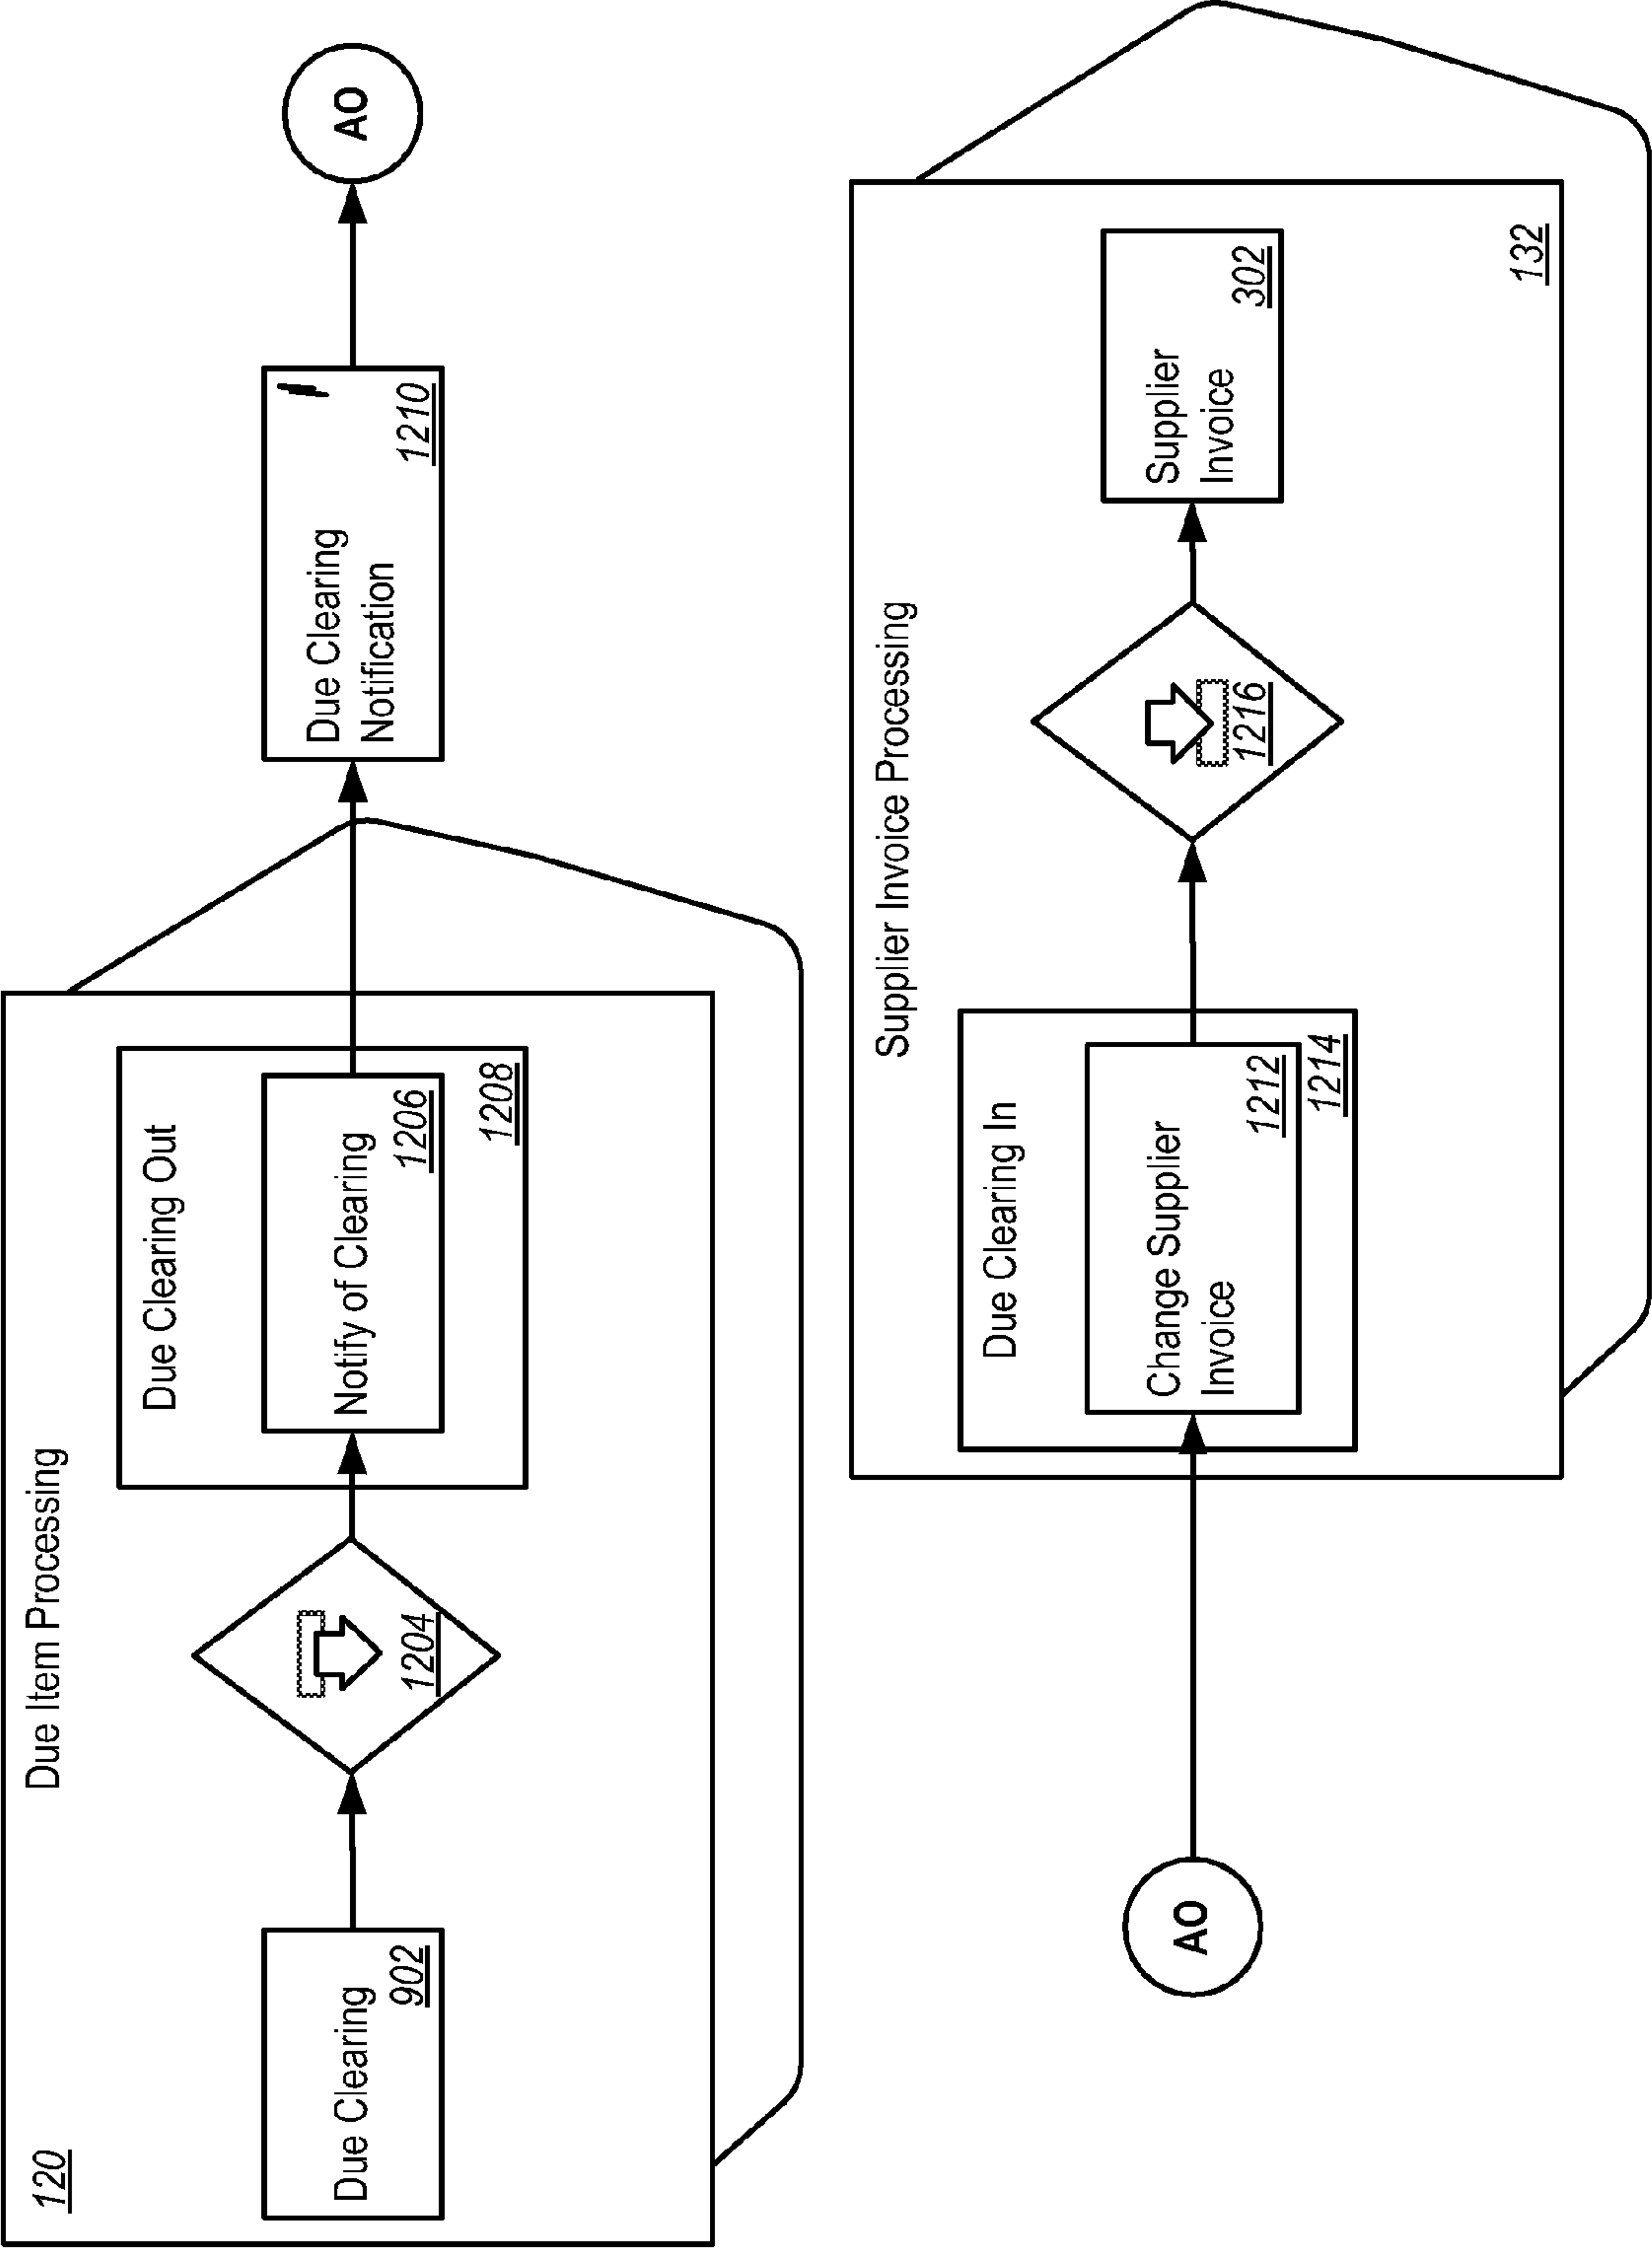 120
Due Item Processing
Due Clearing
902
1204
Due Clearing Out
Notify of Clearing
1206
1208
Due Clearing
Notification
1210
AO
AO
Supplier Invoice Processing
Due Clearing In
Change Supplier
Invoice
1212
1214
1216
Supplier
Invoice
302
132